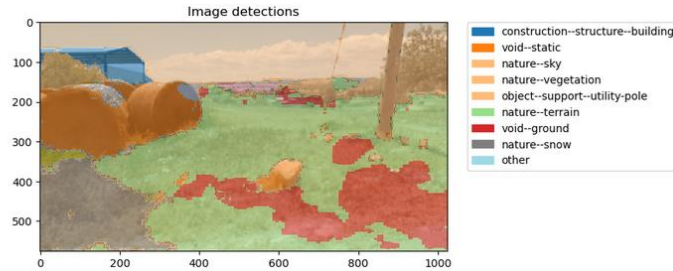 Image detections
construction--structure--building
void--static
nature--sky
nature--vegetation
object--support--utility-pole
nature--terrain
void--ground
nature--snow
other
0
100
200
300
400
500
0
200
400
600
800
1000